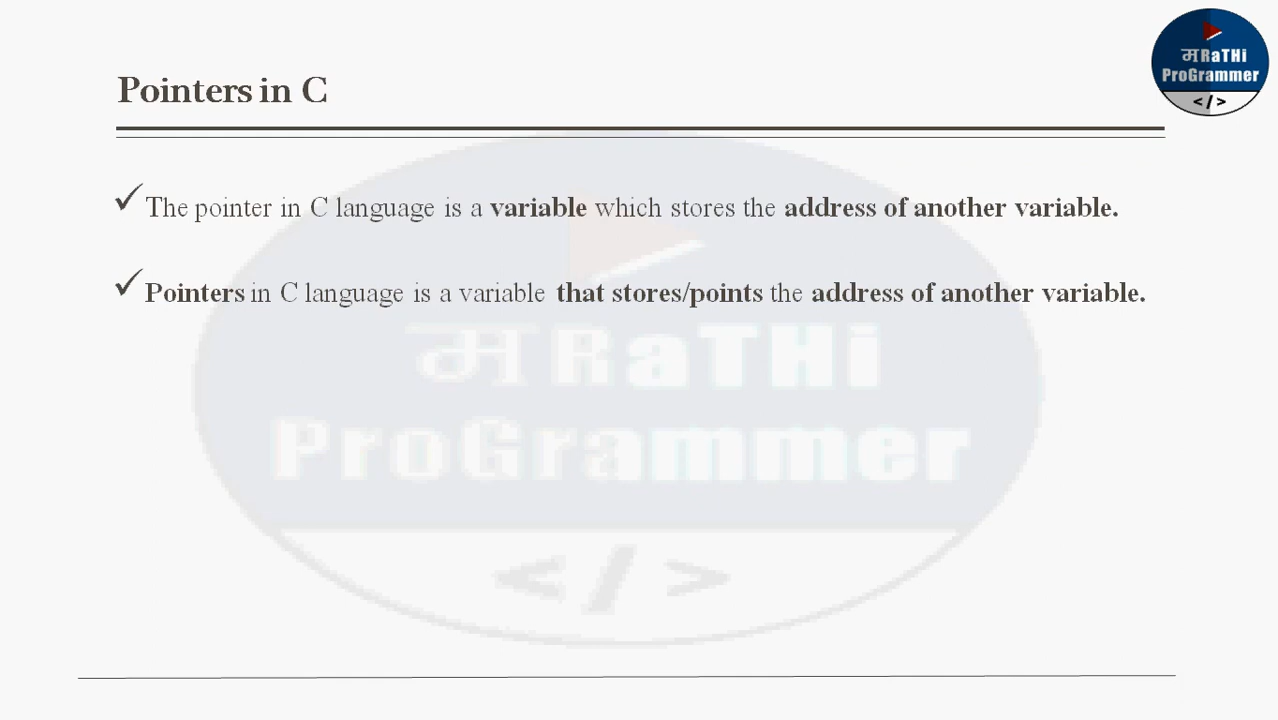 मRaTHi
ProGrammer
</>
Pointers in C
The pointer in C language is a variable which stores the address of another variable.
Pointers in C language is a variable that stores/points the address of another variable.
मRaTHi
ProGrammer
</>